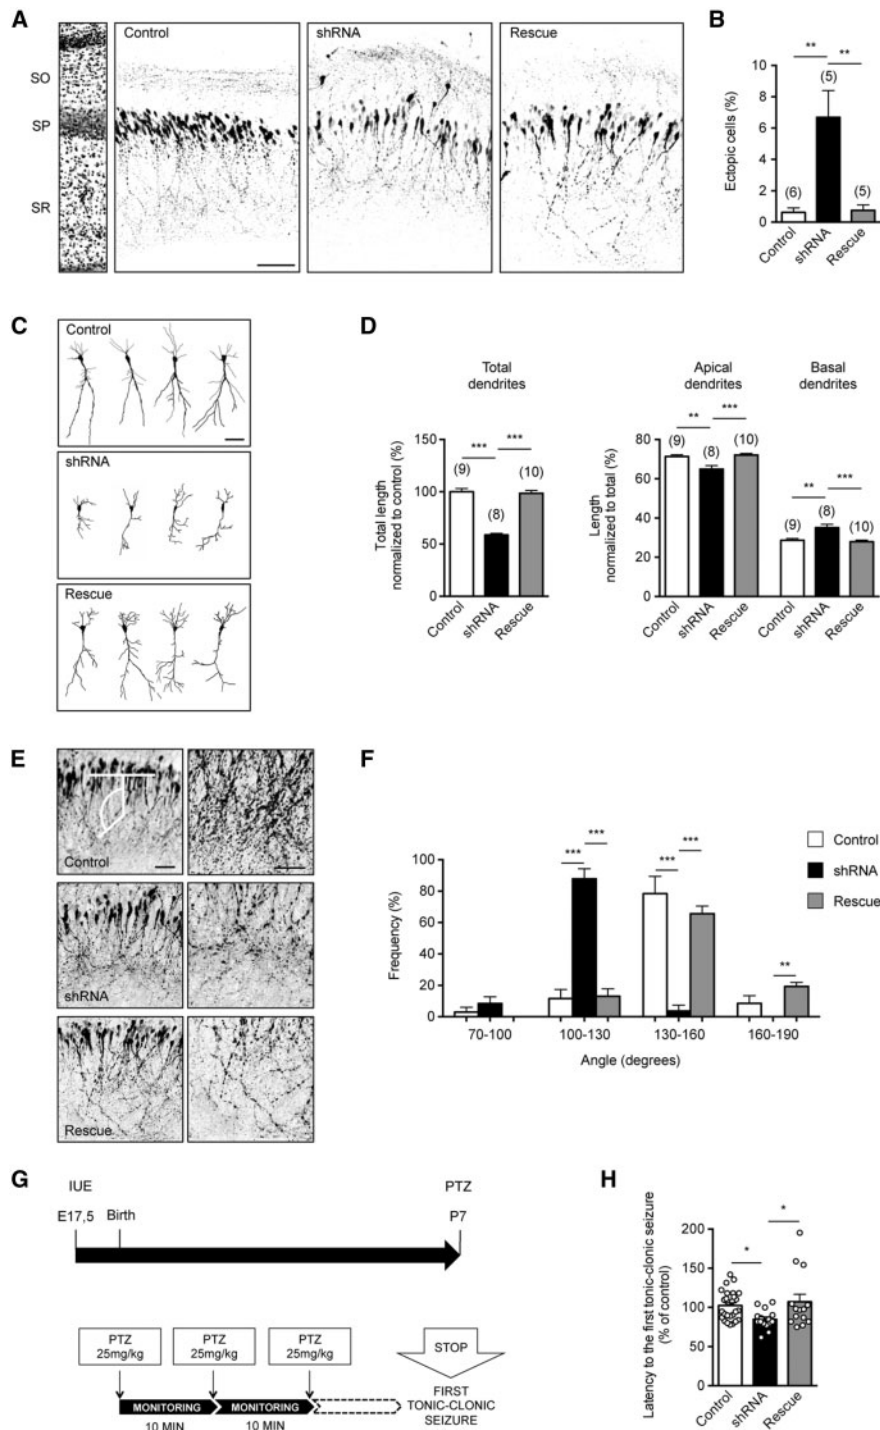 A
Control
shRNA
Rescue
SO
SP
SR
B
** **
(5)
(6)
(5)
Ectopic cells (%)
10
8
6
4
2
0
Control
shRNA
Rescue
C
Control
shRNA
Rescue
D
Total
dendrites
Apical
dendrites
Basal
dendrites
Total length
normalized to control (%)
150
100
50
0
*** ***
(9)
(8)
(10)
Control
shRNA
Rescue
Length
normalized to total (%)
80
60
40
20
0
** ***
(9)
(8)
(10)
** ***
(9)
(8)
(10)
Control
shRNA
Rescue
Control
shRNA
Rescue
E
Control
shRNA
Rescue
F
Control
shRNA
Rescue
Frequency (%)
100
80
60
40
20
0
***
***
***
***
**
70-100
100-130
130-160
160-190
Angle (degrees)
G
IUE
PTZ
E17,5
Birth
P7
PTZ
25mg/kg
PTZ
25mg/kg
PTZ
25mg/kg
STOP
MONITORING
MONITORING
10 MIN
10 MIN
FIRST
TONIC-CLONIC
SEIZURE
H
Latency to the first tonic-clonic seizure
(% of control)
200
150
100
50
0
*
*
Control
shRNA
Rescue